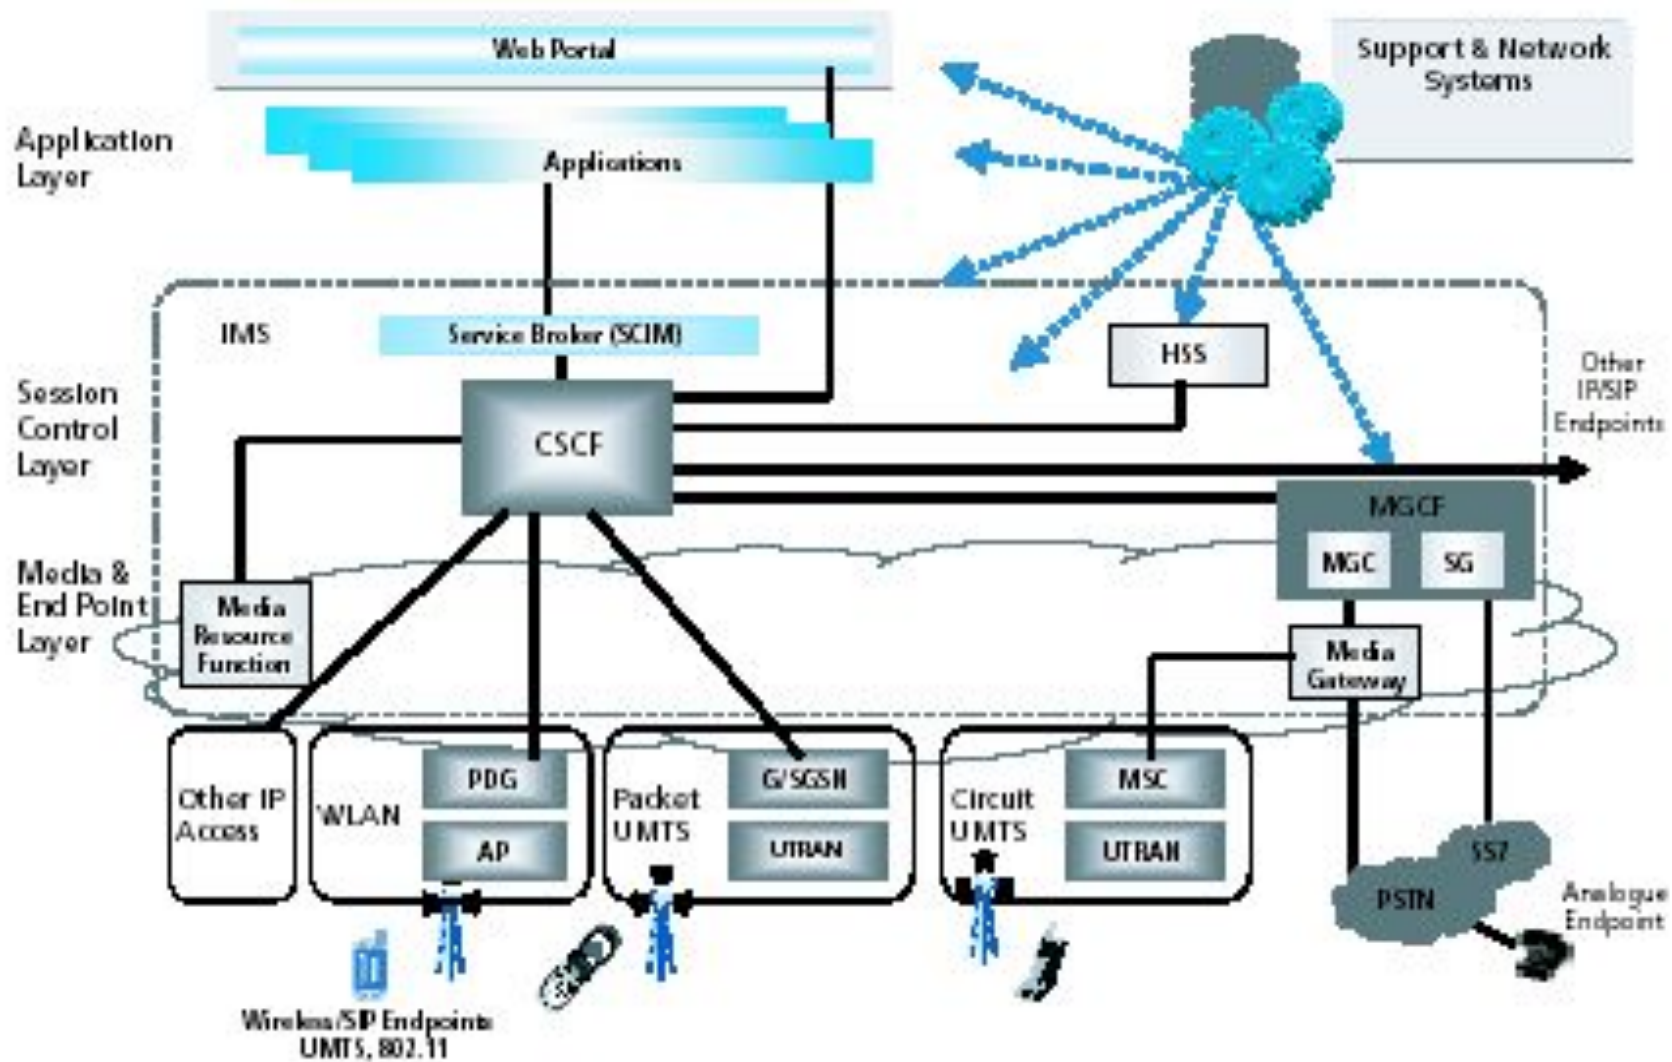 Web Portal
Support & Network
Systems
Application
Layer
Applications
IMS
Service Broker (SCIM)
HSS
Other
IP/SIP
Endpoints
Session
Control
Layer
CSCF
MGCF
MGC
SG
Media &
End Point
Layer
Media
Resource
Function
Media
Gateway
Other IP
Access
WLAN
PDG
AP
Packet
UMTS
G/SGSN
UTRAN
Circuit
UMTS
MSC
UTRAN
SS7
PSTN
Analogue
Endpoint
Wireless/SIP Endpoints
UMTS, 802.11